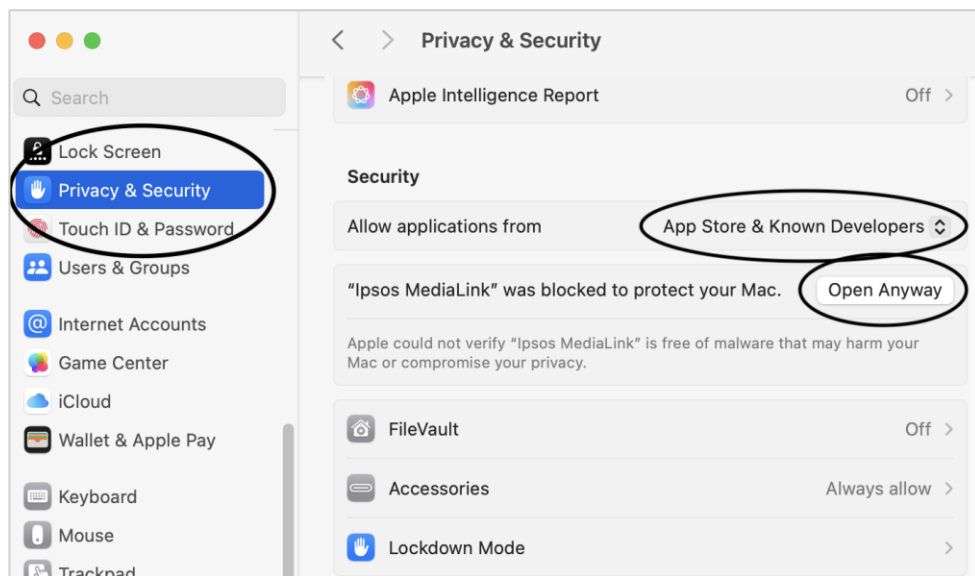 Privacy & Security
Search
Lock Screen
Privacy & Security
Touch ID & Password
Users & Groups
Internet Accounts
Game Center
iCloud
Wallet & Apple Pay
Keyboard
Mouse
Trackpad
Apple Intelligence Report Off
Security
Allow applications from App Store & Known Developers
“Ipsos MediaLink” was blocked to protect your Mac. Open Anyway
Apple could not verify “Ipsos MediaLink” is free of malware that may harm your
Mac or compromise your privacy.
FileVault Off
Accessories Always allow
Lockdown Mode